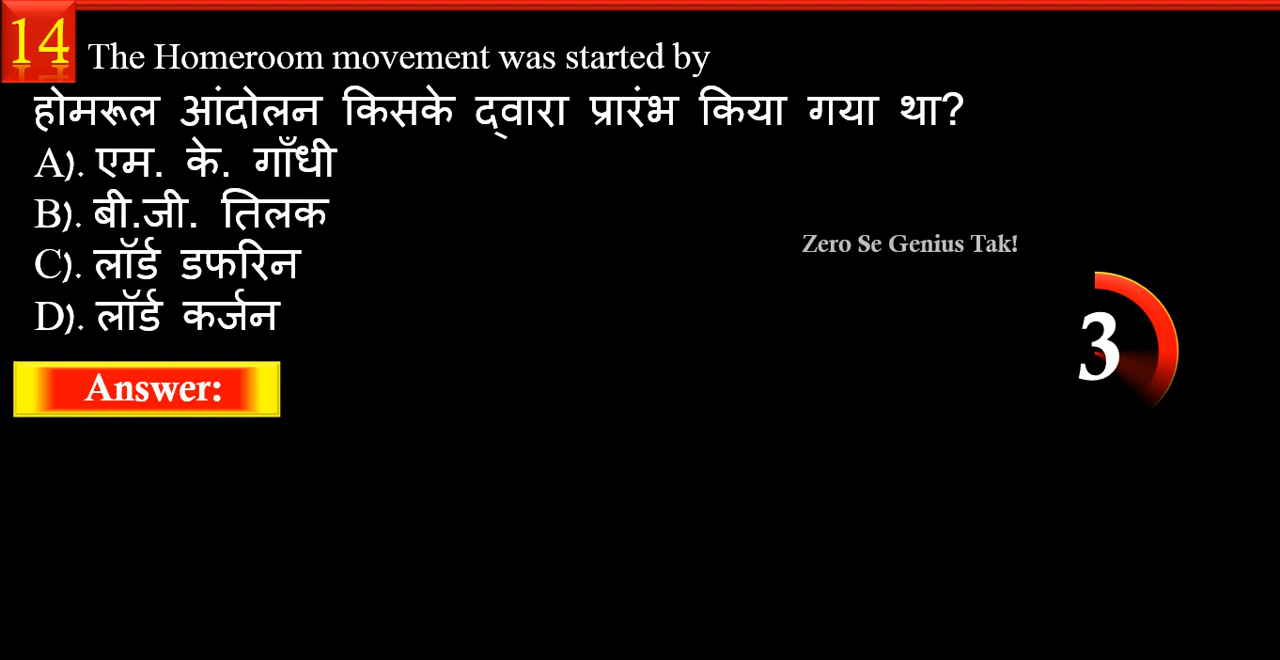 14
The Homeroom movement was started by
होमरूल आंदोलन किसके द्वारा प्रारंभ किया गया था?
A). एम. के. गाँधी
B). बी.जी. तिलक
C). लॉर्ड डफरिन
D). लॉर्ड कर्जन
Zero Se Genius Tak!
3
Answer: